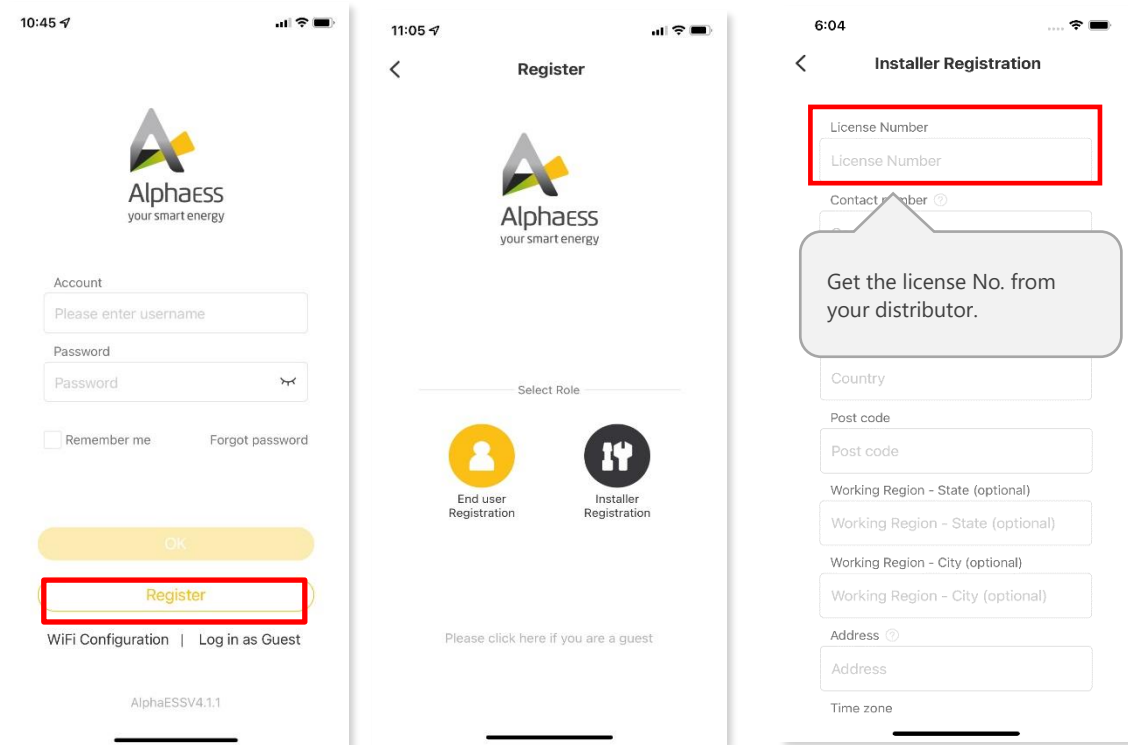 10:45
Alphaess
your smart energy
Account
Please enter username
Password
Password
Remember me
Forgot password
OK
Register
WiFi Configuration | Log in as Guest
AlphaESSV4.1.1
11:05
Register
Alphaess
your smart energy
Select Role
End user
Registration
Installer
Registration
Please click here if you are a guest
6:04
Installer Registration
License Number
License Number
Contact
Get the license No. from
your distributor.
Country
Post code
Post code
Working Region - State (optional)
Working Region - State (optional)
Working Region - City (optional)
Working Region - City (optional)
Address
Address
Time zone